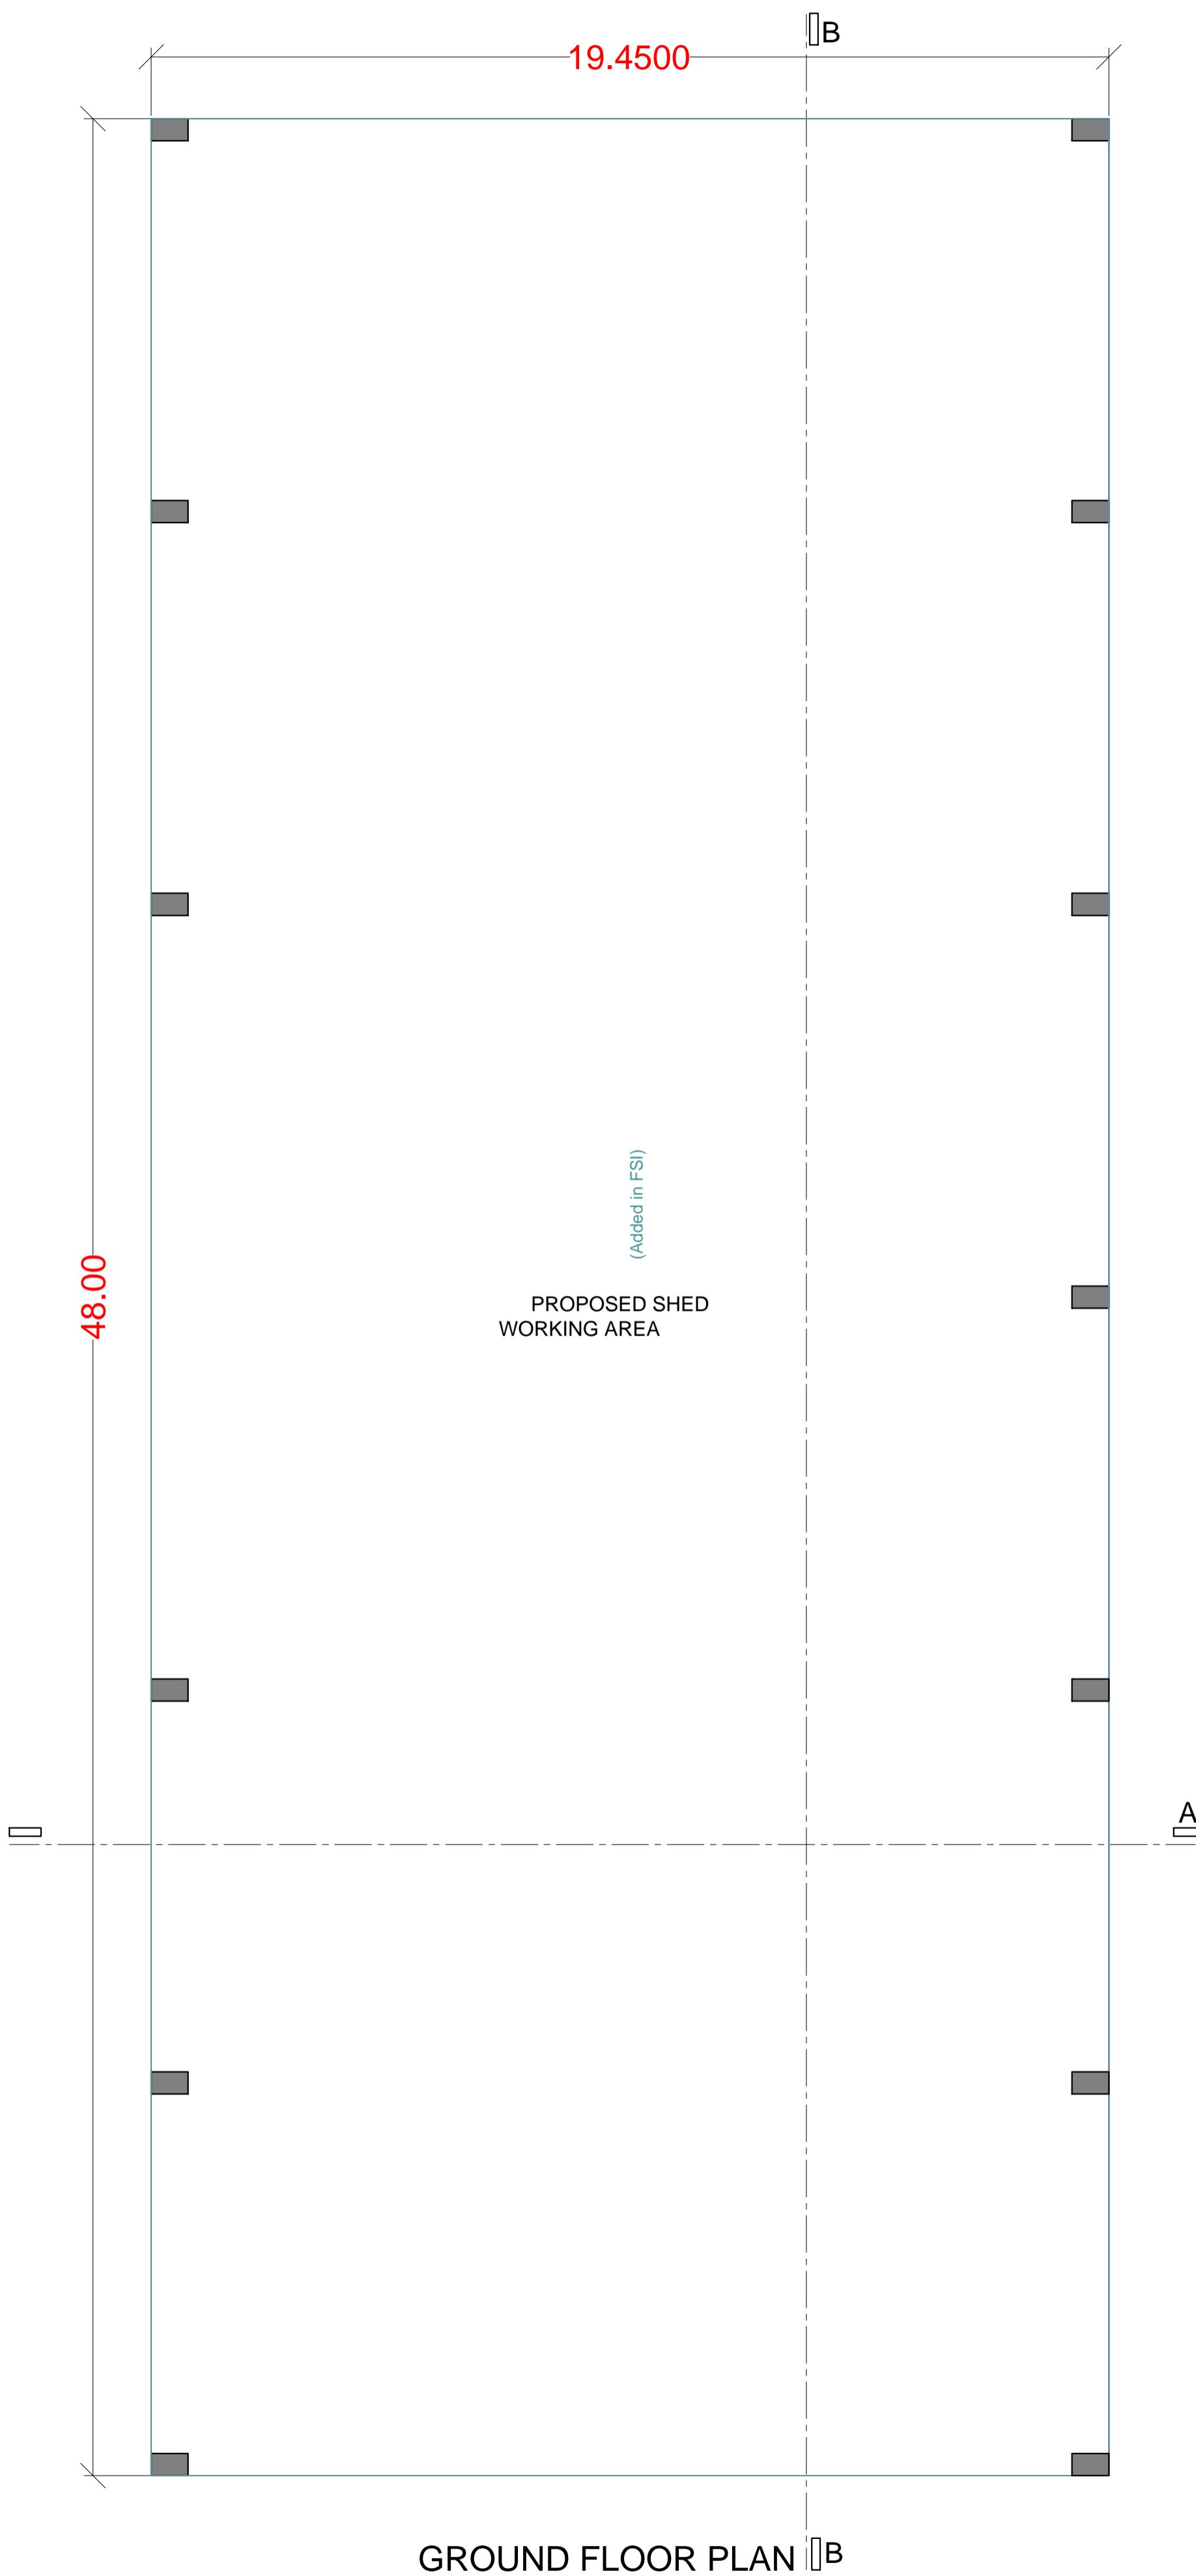 B
19.4500
(Added in FSI)
48.00
PROPOSED SHED
WORKING AREA
A
GROUND FLOOR PLAN
B